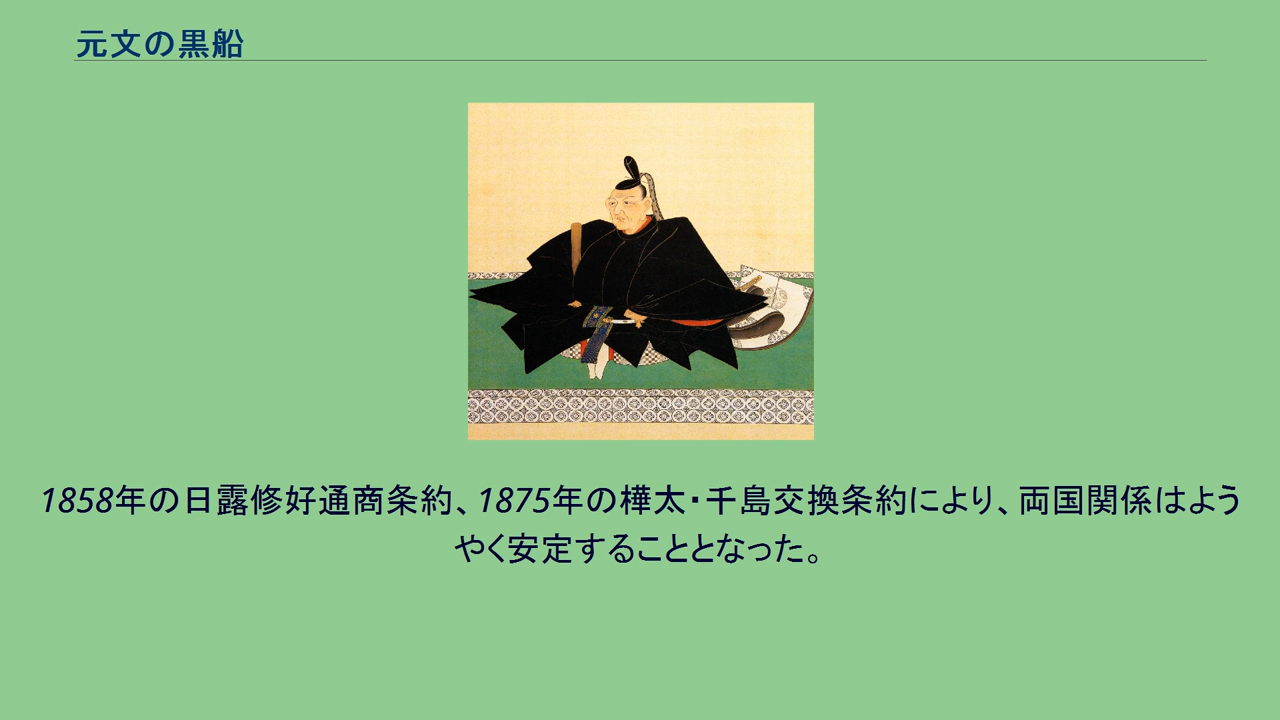 元文の黒船
1858年の日露修好通商条約、1875年の樺太・千島交換条約により、両国関係はよう
やく安定することとなった。